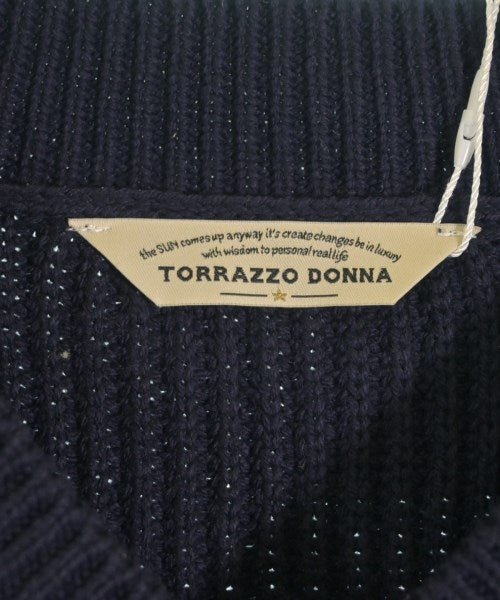 the SUN comes up anyway it's create changes be in luxury
with wisdom to personal real life
TORRAZZO DONNA